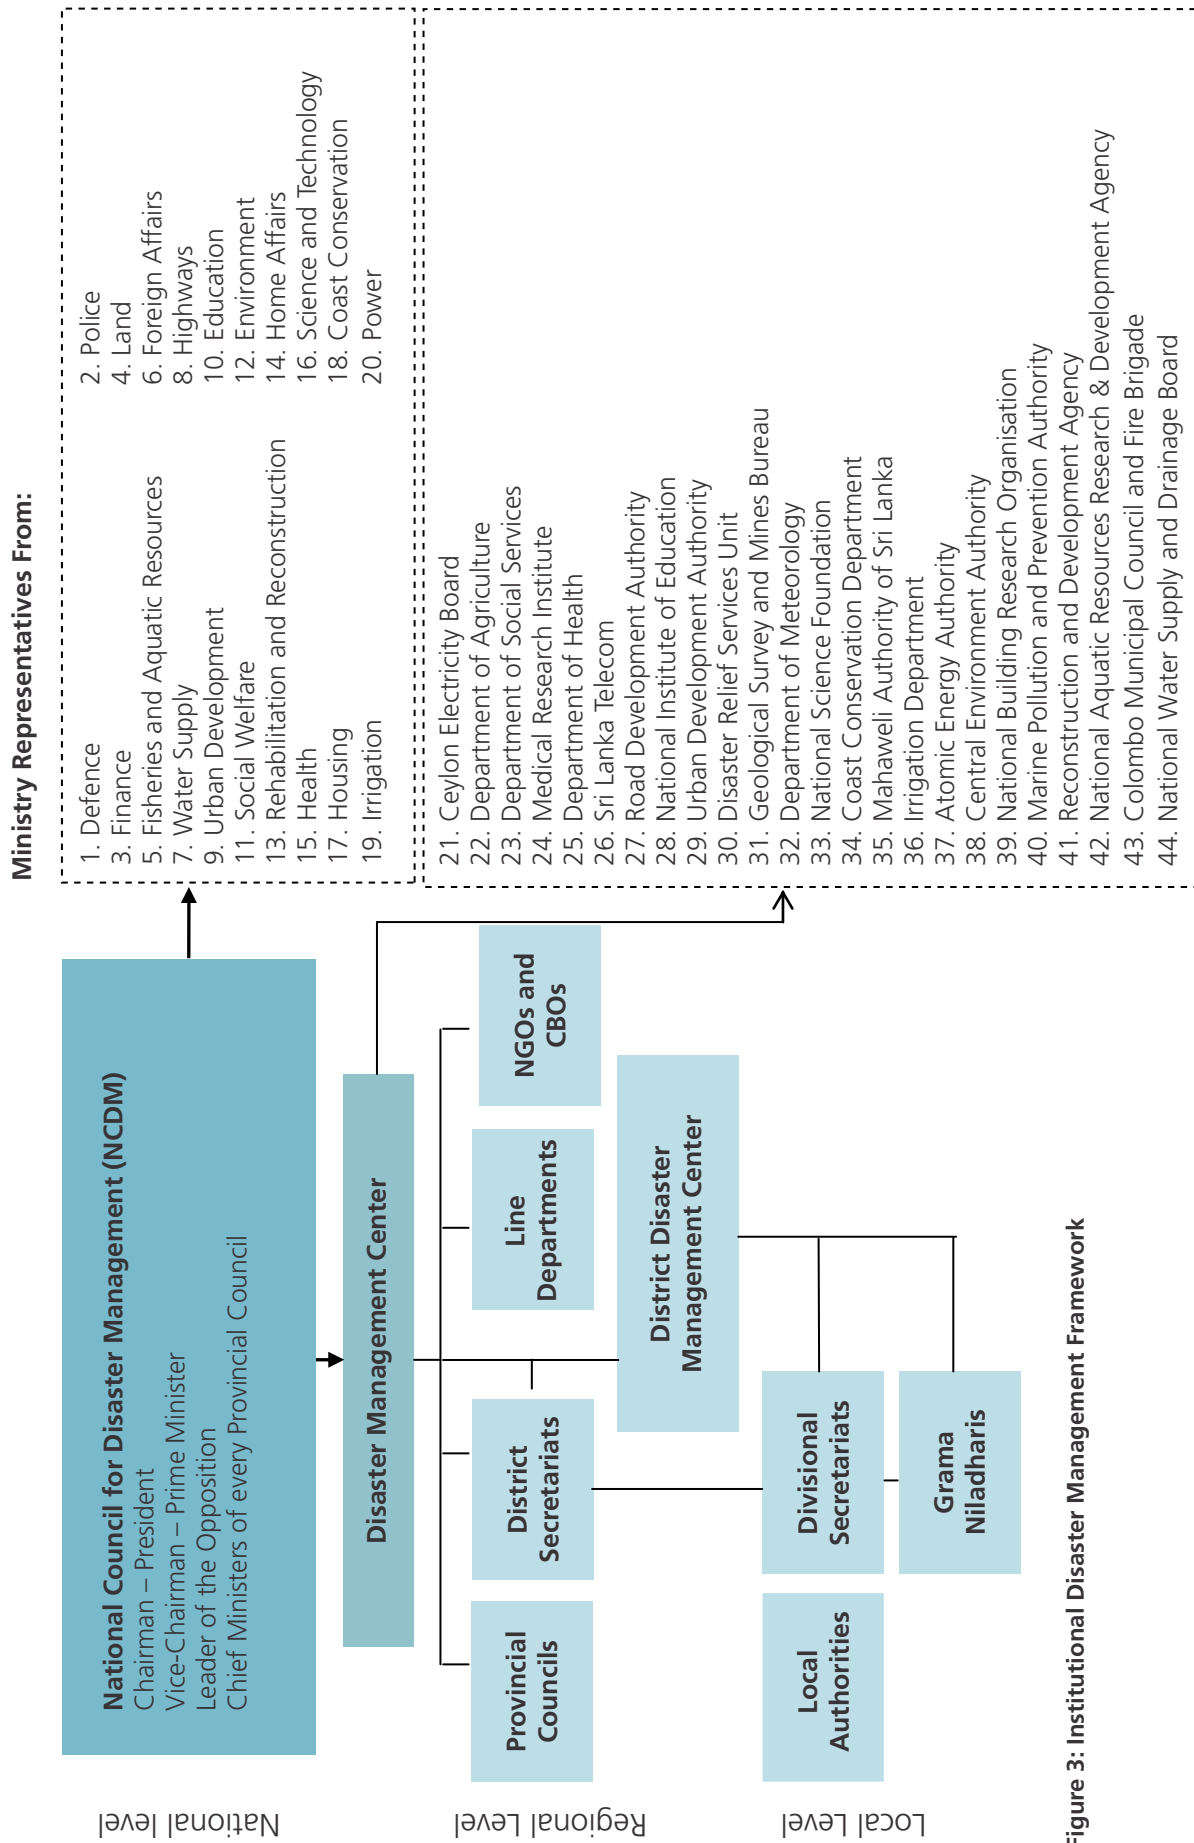 Ministry Representatives From:
National level
National Council for Disaster Management (NCDM)
Chairman – President
Vice-Chairman – Prime Minister
Leader of the Opposition
Chief Ministers of every Provincial Council
1. Defence
2. Police
3. Finance
4. Land
5. Fisheries and Aquatic Resources
6. Foreign Affairs
7. Water Supply
8. Highways
9. Urban Development
10. Education
11. Social Welfare
12. Environment
13. Rehabilitation and Reconstruction
14. Home Affairs
15. Health
16. Science and Technology
17. Housing
18. Coast Conservation
19. Irrigation
20. Power
Disaster Management Center
Regional Level
Provincial
Councils
District
Secretariats
Line
Departments
NGOs and
CBOs
District Disaster
Management Center
Local Level
Local
Authorities
Divisional
Secretariats
Grama
Niladharis
21. Ceylon Electricity Board
22. Department of Agriculture
23. Department of Social Services
24. Medical Research Institute
25. Department of Health
26. Sri Lanka Telecom
27. Road Development Authority
28. National Institute of Education
29. Urban Development Authority
30. Disaster Relief Services Unit
31. Geological Survey and Mines Bureau
32. Department of Meteorology
33. National Science Foundation
34. Coast Conservation Department
35. Mahaweli Authority of Sri Lanka
36. Irrigation Department
37. Atomic Energy Authority
38. Central Environment Authority
39. National Building Research Organisation
40. Marine Pollution and Prevention Authority
41. Reconstruction and Development Agency
42. National Aquatic Resources Research & Development Agency
43. Colombo Municipal Council and Fire Brigade
44. National Water Supply and Drainage Board
Figure 3: Institutional Disaster Management Framework